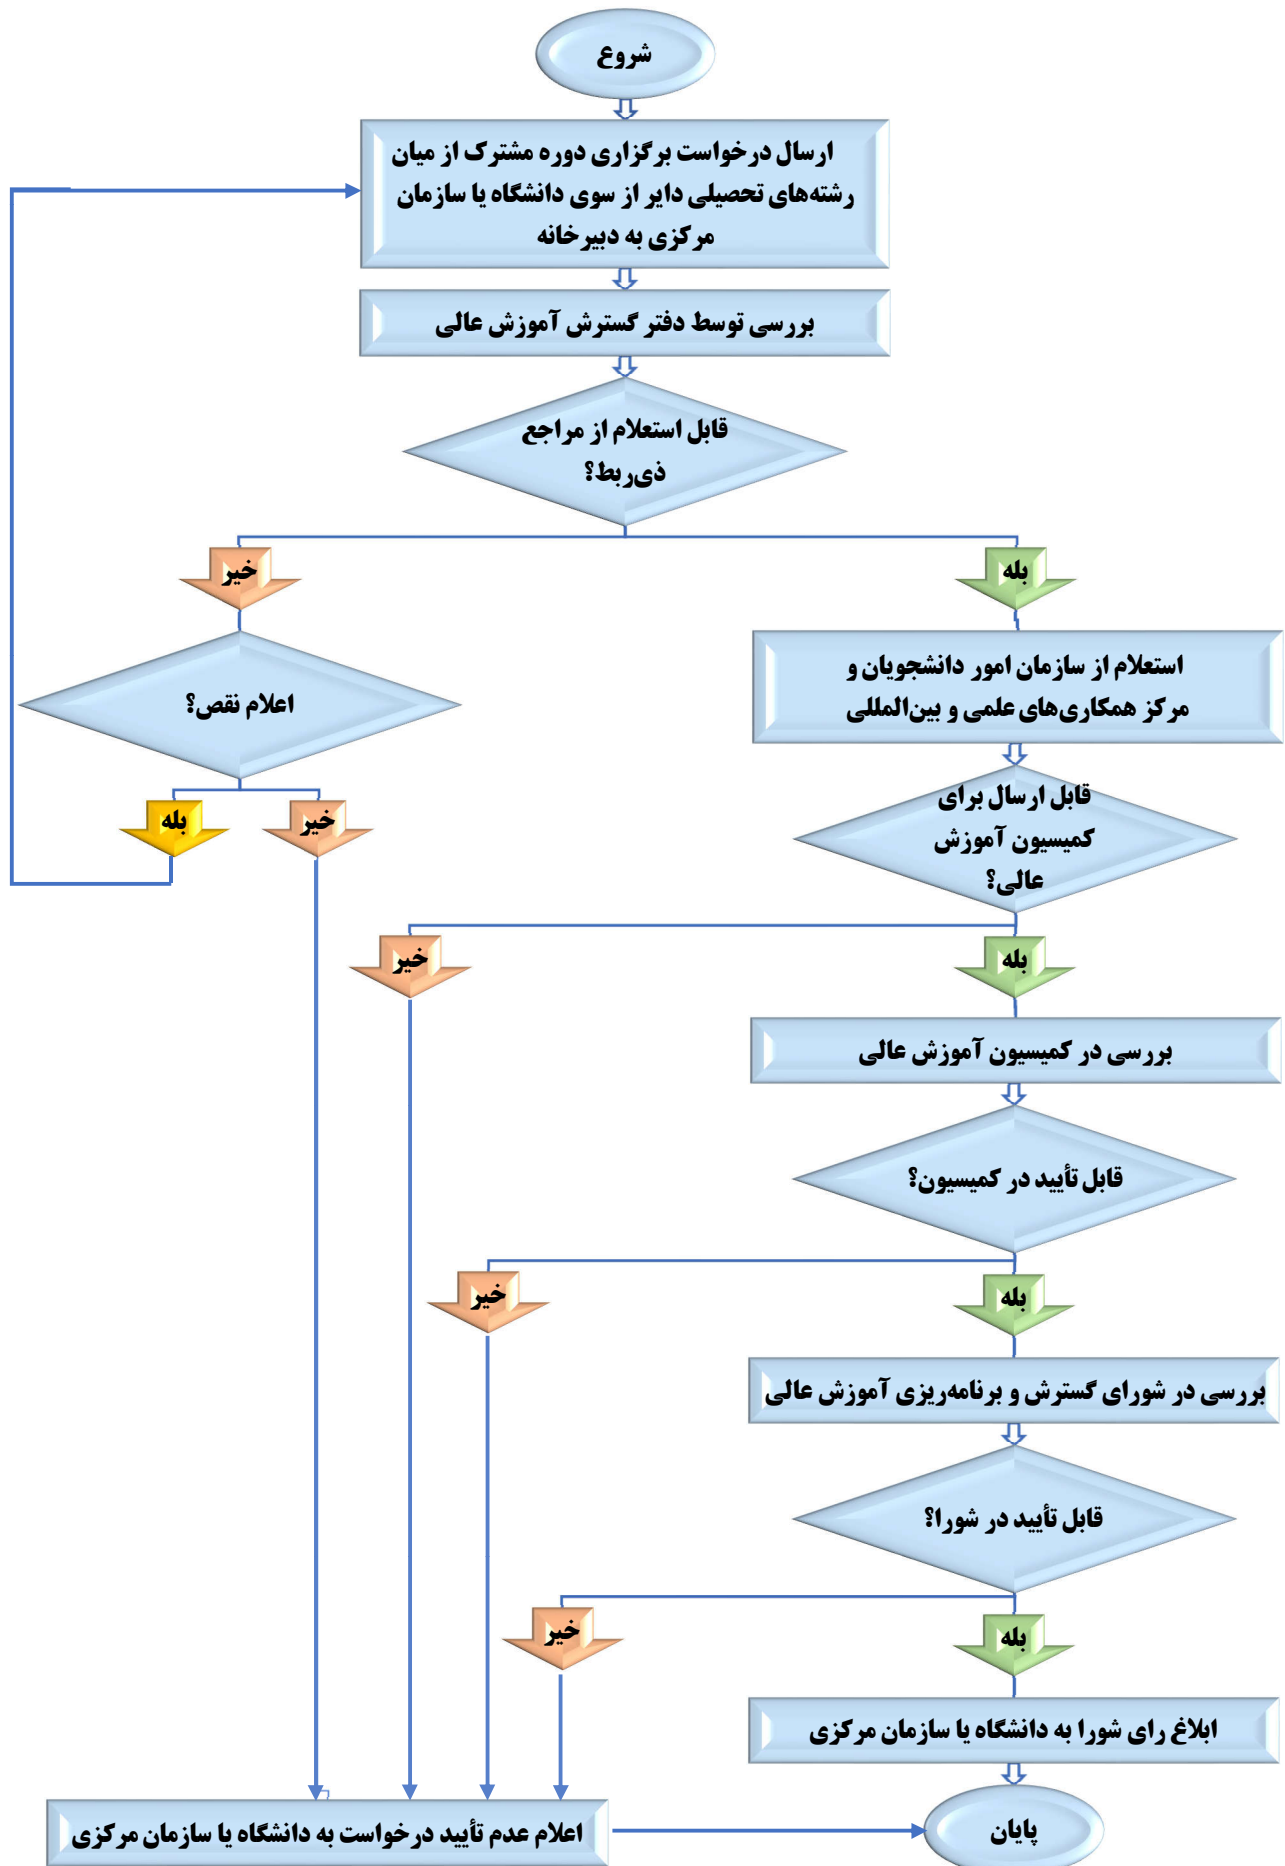 شروع
ارسال درخواست برگزاری دوره مشترک از میان
رشته‌های تحصیلی دایر از سوی دانشگاه یا سازمان
مرکزی به دبیرخانه
بررسی توسط دفتر گسترش آموزش عالی
قابل استعلام از مراجع
ذی‌ربط؟
بله
خیر
استعلام از سازمان امور دانشجویان و
مرکز همکاری‌های علمی و بین‌المللی
اعلام نقص؟
قابل ارسال برای
کمیسیون آموزش
عالی؟
خیر
بله
بله
خیر
بررسی در کمیسیون آموزش عالی
قابل تأیید در کمیسیون؟
بله
خیر
بررسی در شورای گسترش و برنامه‌ریزی آموزش عالی
قابل تأیید در شورا؟
بله
خیر
ابلاغ رای شورا به دانشگاه یا سازمان مرکزی
پایان
اعلام عدم تأیید درخواست به دانشگاه یا سازمان مرکزی